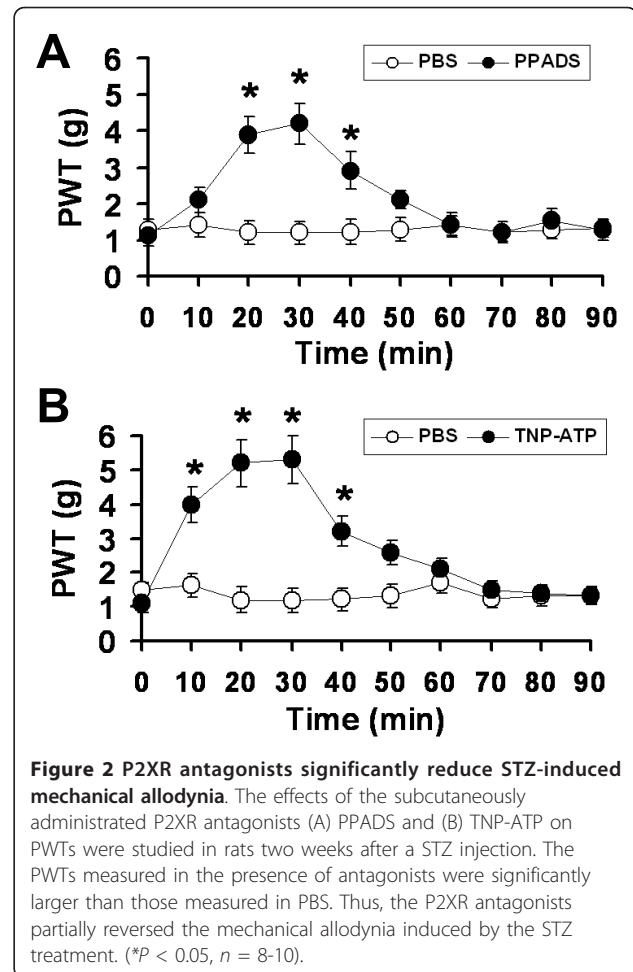 A
PBS PPADS
* * *
PWT (g)
6
5
4
3
2
1
0
0 10 20 30 40 50 60 70 80 90
Time (min)
B
PBS TNP-ATP
* * * *
PWT (g)
6
5
4
3
2
1
0
0 10 20 30 40 50 60 70 80 90
Time (min)
Figure 2 P2XR antagonists significantly reduce STZ-induced
mechanical allodynia. The effects of the subcutaneously
administrated P2XR antagonists (A) PPADS and (B) TNP-ATP on
PWTs were studied in rats two weeks after a STZ injection. The
PWTs measured in the presence of antagonists were significantly
larger than those measured in PBS. Thus, the P2XR antagonists
partially reversed the mechanical allodynia induced by the STZ
treatment. (*P < 0.05, n = 8-10).